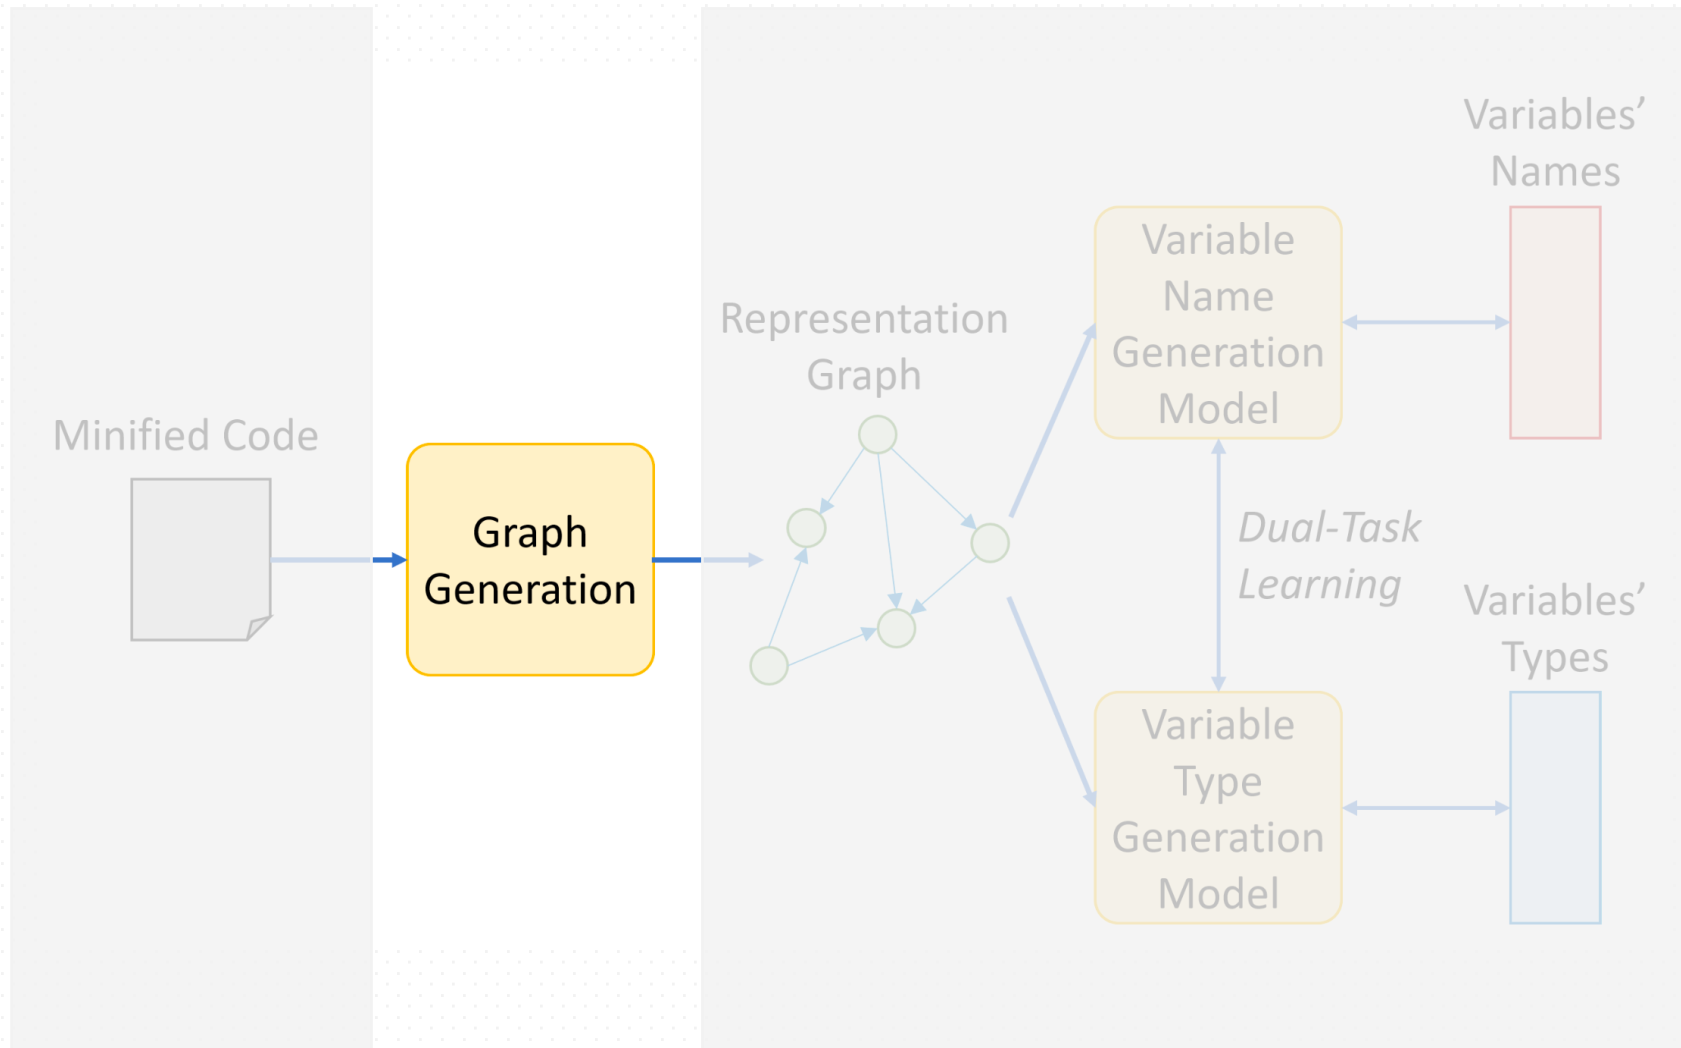 Minified Code
Graph
Generation
Representation
Graph
Variable
Name
Generation
Model
Dual-Task
Learning
Variable
Type
Generation
Model
Variables’
Names
Variables’
Types